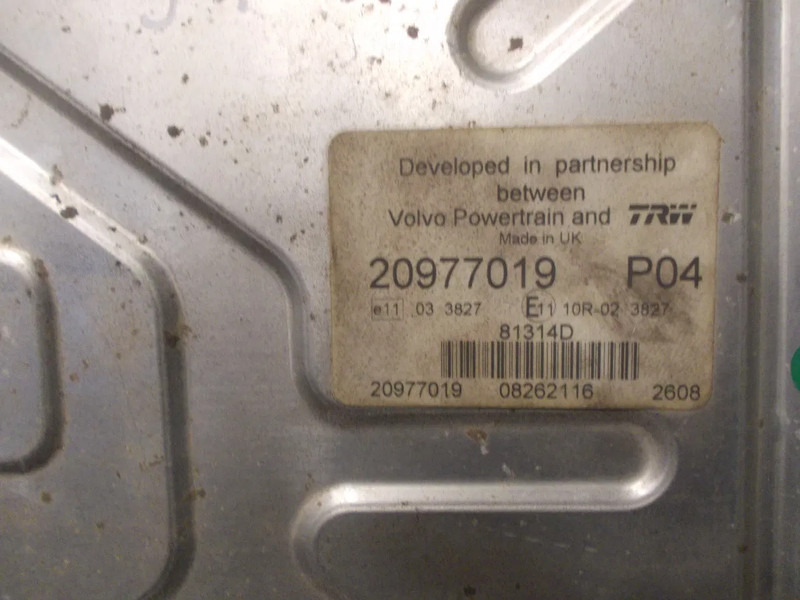 Developed in partnership
between
Volvo Powertrain and TRW
Made in UK
20977019 P04
e11 03 3827 E11 10R-02 3827
81314D
20977019 08262116 2608